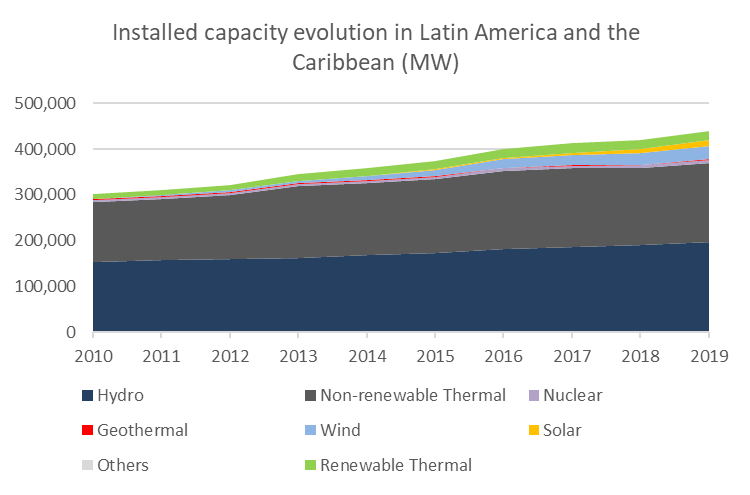 Installed capacity evolution in Latin America and the
Caribbean (MW)
500,000
400,000
300,000
200,000
100,000
0
2010 2011 2012 2013 2014 2015 2016 2017 2018 2019
Hydro Non-renewable Thermal Nuclear
Geothermal Wind Solar
Others Renewable Thermal